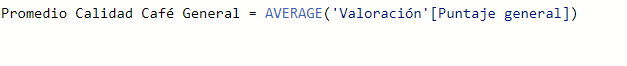 Promedio Calidad Café General = AVERAGE('Valoración'[Puntaje general])